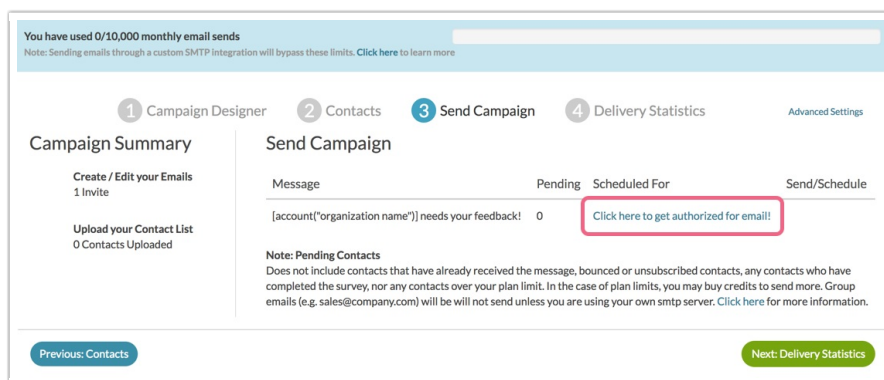 You have used 0/10,000 monthly email sends
Note: Sending emails through a custom SMTP integration will bypass these limits. Click here to learn more
1 Campaign Designer 2 Contacts 3 Send Campaign 4 Delivery Statistics Advanced Settings
Campaign Summary
Create / Edit your Emails
1 Invite
Upload your Contact List
0 Contacts Uploaded
Send Campaign
Message Pending Scheduled For Send/Schedule
[account("organization name")] needs your feedback! 0 Click here to get authorized for email!
Note: Pending Contacts
Does not include contacts that have already received the message, bounced or unsubscribed contacts, any contacts who have
completed the survey, nor any contacts over your plan limit. In the case of plan limits, you may buy credits to send more. Group
emails (e.g. sales@company.com) will be will not send unless you are using your own smtp server. Click here for more information.
Previous: Contacts
Next: Delivery Statistics